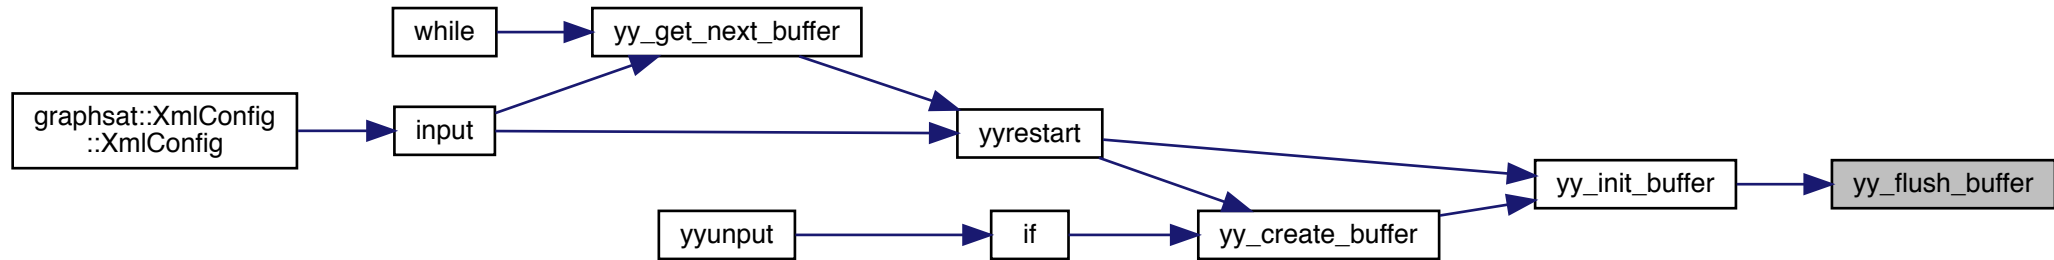 while
yy_get_next_buffer
graphsat::XmlConfig
::XmlConfig
input
yyrestart
yy_init_buffer
yy_flush_buffer
yyunput
if
yy_create_buffer